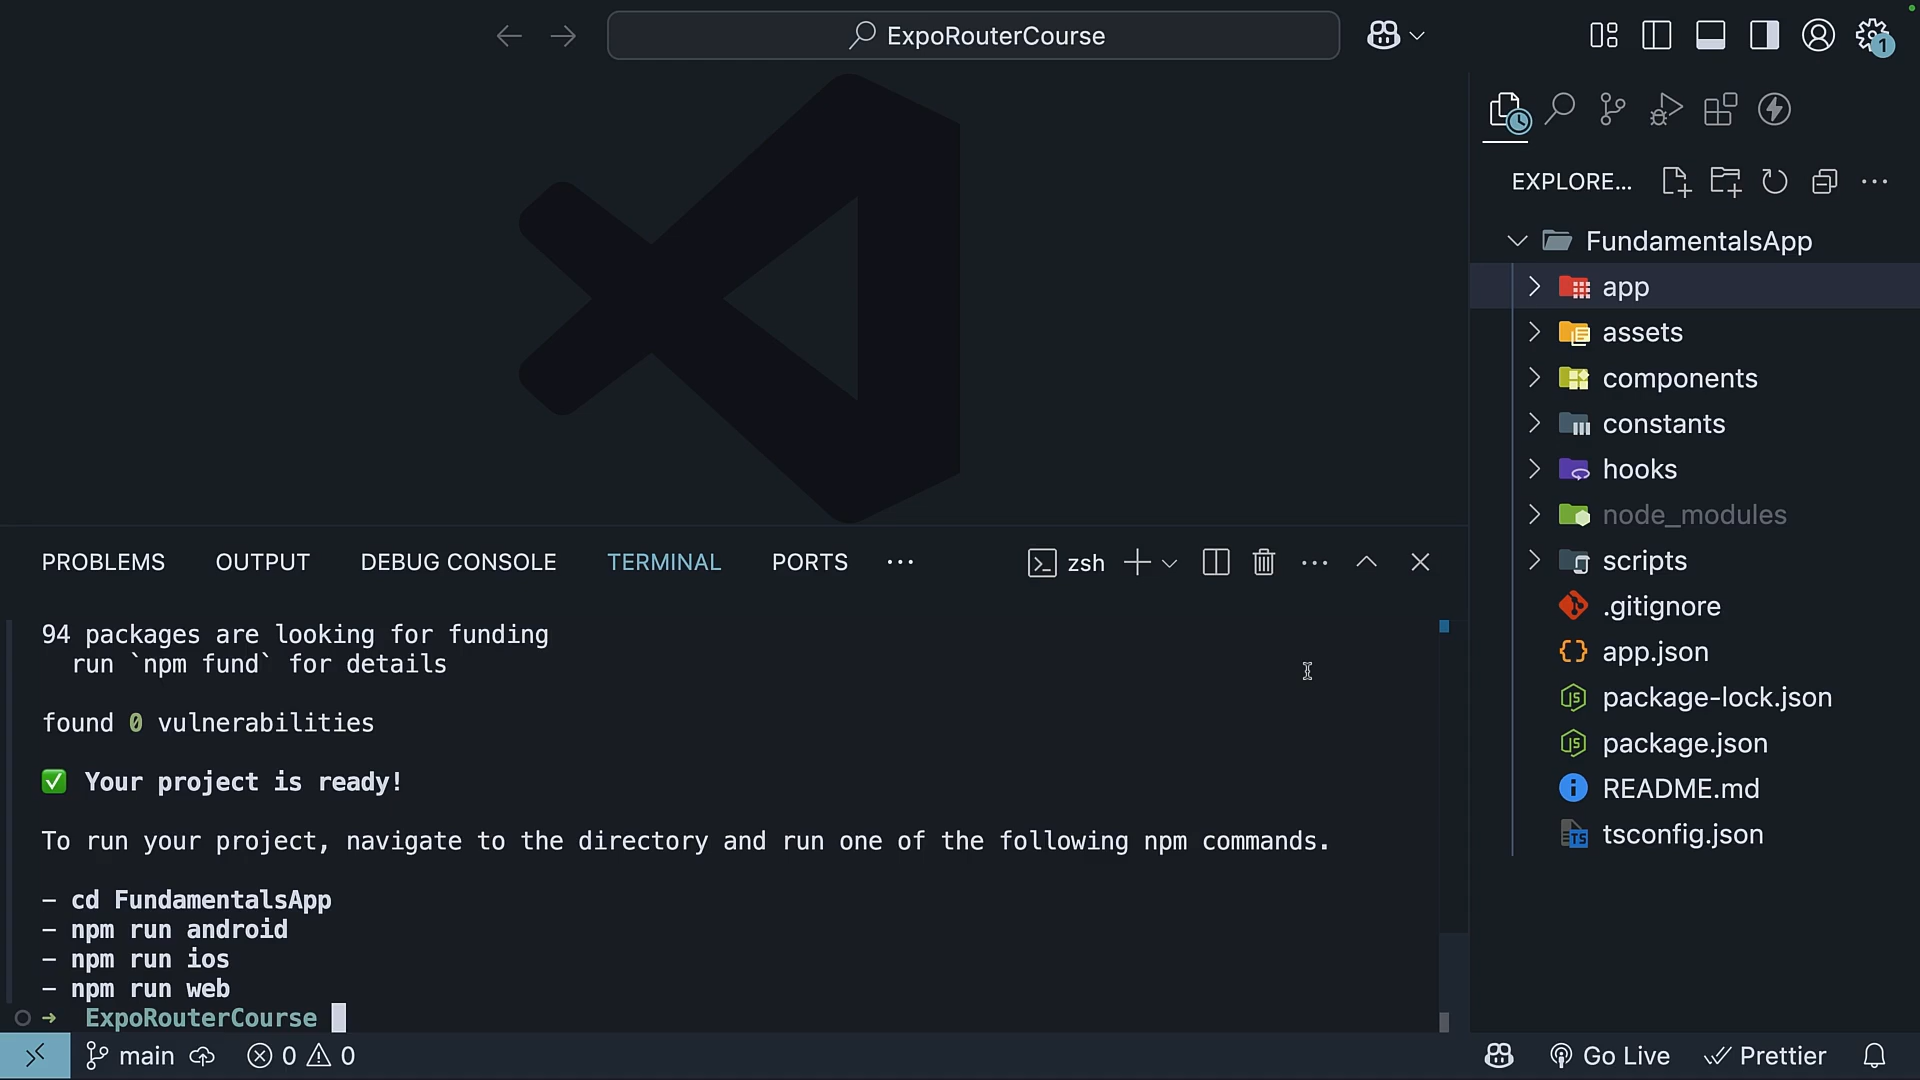 ExpoRouterCourse
1
EXPLORE...
FundamentalsApp
app
assets
components
constants
hooks
node_modules
scripts
.gitignore
app.json
package-lock.json
package.json
README.md
tsconfig.json
PROBLEMS OUTPUT DEBUG CONSOLE TERMINAL PORTS ... zsh
94 packages are looking for funding
run `npm fund` for details
found 0 vulnerabilities
✅ Your project is ready!
To run your project, navigate to the directory and run one of the following npm commands.
- cd FundamentalsApp
- npm run android
- npm run ios
- npm run web
→ ExpoRouterCourse
main 0 0 Go Live Prettier